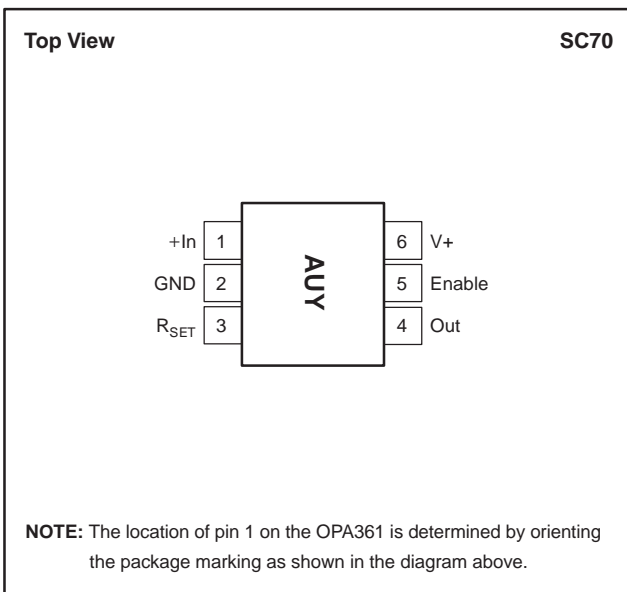 Top View SC70
+In 1 6 V+
GND 2 5 Enable
RSET 3 4 Out
AUY
NOTE: The location of pin 1 on the OPA361 is determined by orienting
the package marking as shown in the diagram above.